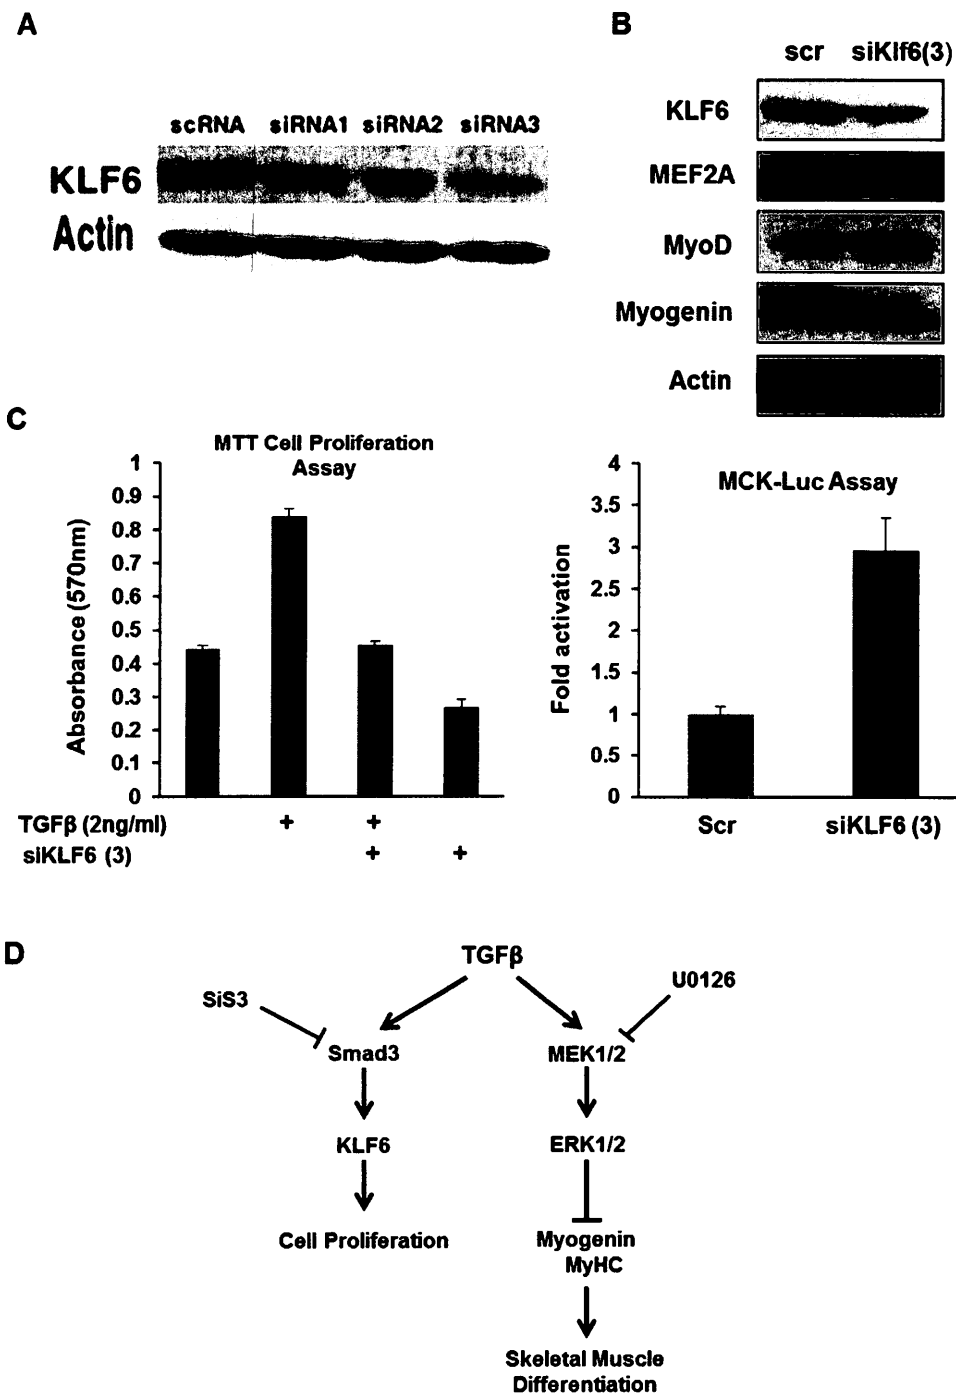 A
scRNA siRNA1 siRNA2 siRNA3
KLF6
Actin
B
scr siKlf6(3)
KLF6
MEF2A
MyoD
Myogenin
Actin
C
MTT Cell Proliferation
Assay
Absorbance (570nm)
1
0.9
0.8
0.7
0.6
0.5
0.4
0.3
0.2
0.1
0
TGFβ (2ng/ml) + +
siKLF6 (3) + +
MCK-Luc Assay
Fold activation
4
3.5
3
2.5
2
1.5
1
0.5
0
Scr siKLF6 (3)
D
TGFβ
SiS3
U0126
Smad3 MEK1/2
KLF6 ERK1/2
Cell Proliferation
Myogenin
MyHC
Skeletal Muscle
Differentiation